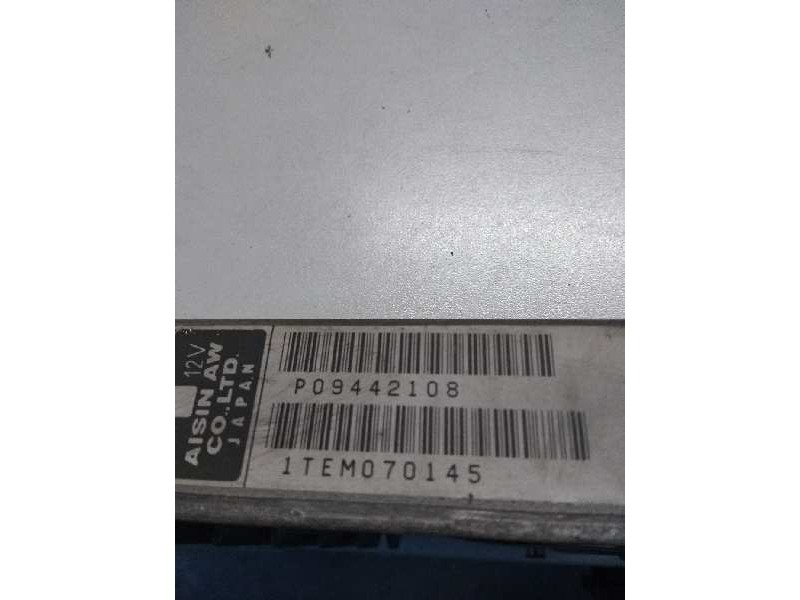 12V
AISIN AW
CO.,LTD.
JAPAN
P09442108
1TEM070145